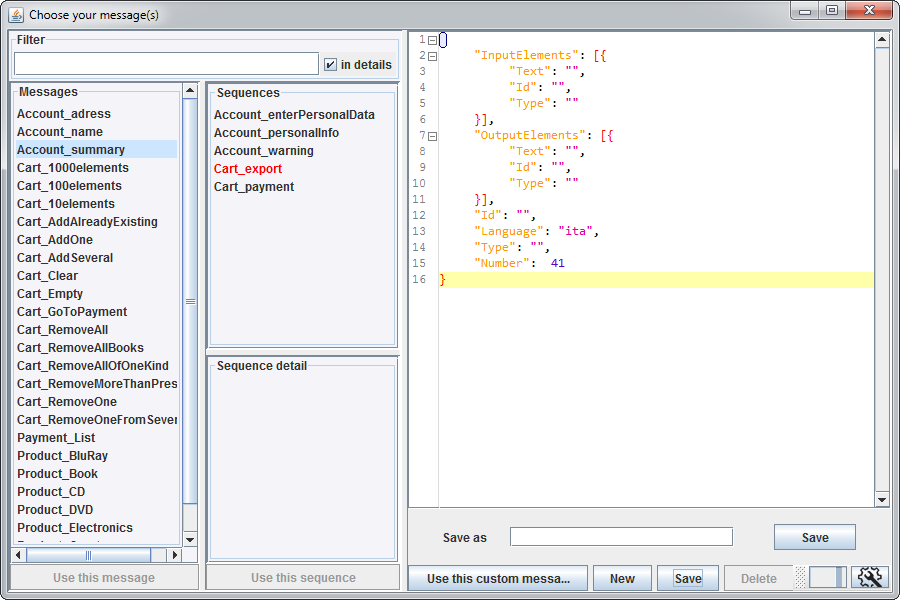 Choose your message(s)
Filter
in details
Messages
Account_adress
Account_name
Account_summary
Cart_1000elements
Cart_100elements
Cart_10elements
Cart_AddAlreadyExisting
Cart_AddOne
Cart_AddSeveral
Cart_Clear
Cart_Empty
Cart_GoToPayment
Cart_RemoveAll
Cart_RemoveAllBooks
Cart_RemoveAllOfOneKind
Cart_RemoveMoreThanPres
Cart_RemoveOne
Cart_RemoveOneFromSever
Payment_List
Product_BluRay
Product_Book
Product_CD
Product_DVD
Product_Electronics
Use this message
Sequences
Account_enterPersonalData
Account_personalInfo
Account_warning
Cart_export
Cart_payment
Sequence detail
Use this sequence
1 {
2 "InputElements": [{
3 "Text": "",
4 "Id": "",
5 "Type": ""
6 }],
7 "OutputElements": [{
8 "Text": "",
9 "Id": "",
10 "Type": ""
11 }],
12 "Id": "",
13 "Language": "ita",
14 "Type": "",
15 "Number": 41
16 }
Save as
Save
Use this custom messa...
New
Save
Delete